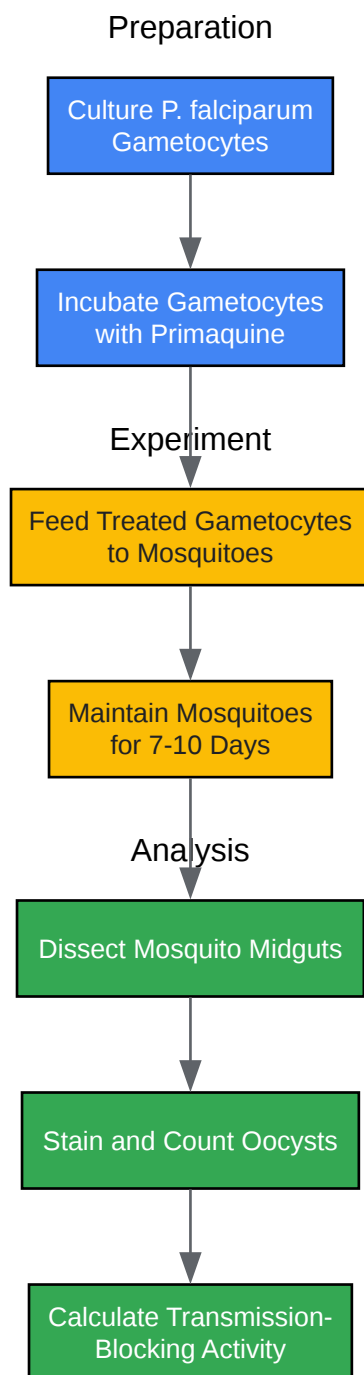 Preparation
Culture P. falciparum
Gametocytes
Incubate Gametocytes
with Primaquine
Experiment
Feed Treated Gametocytes
to Mosquitoes
Maintain Mosquitoes
for 7-10 Days
Analysis
Dissect Mosquito Midguts
Stain and Count Oocysts
Calculate Transmission-
Blocking Activity